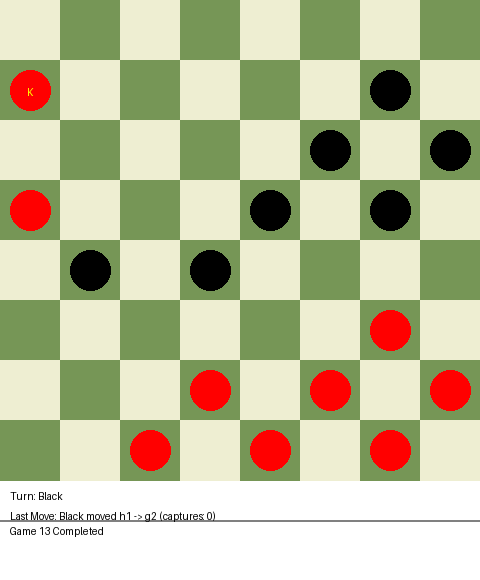 K
Turn: Black
Last Move: Black moved h1 -> g2 (captures: 0)
Game 13 Completed